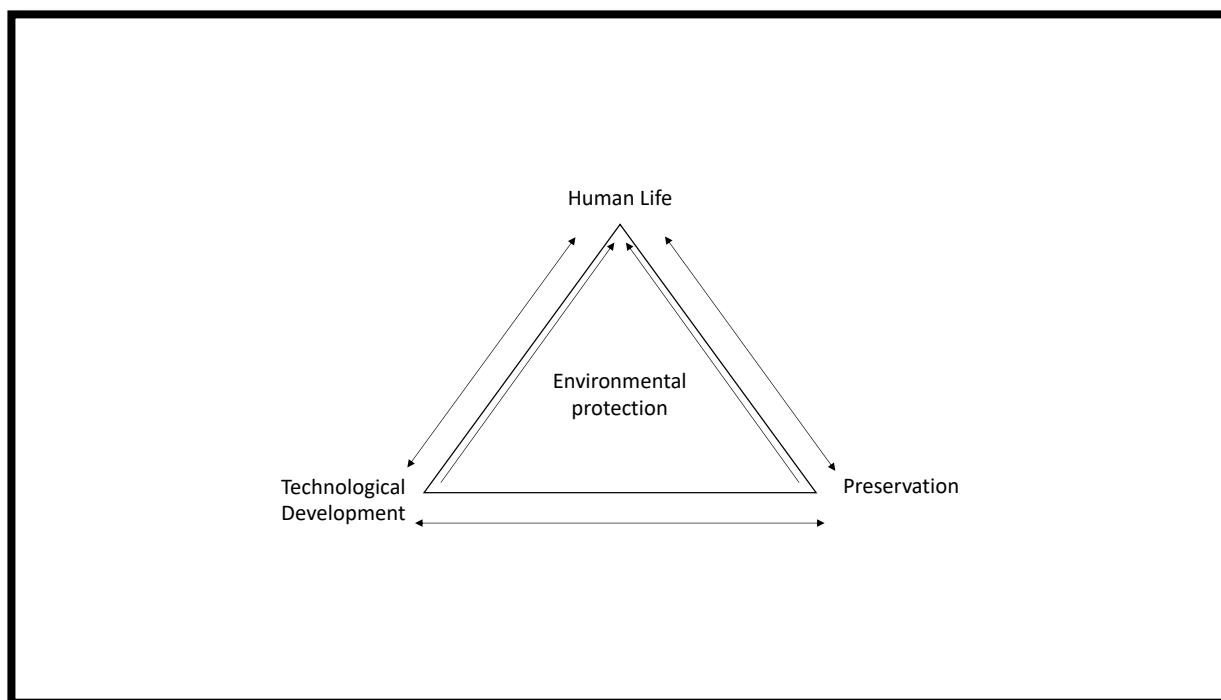 Human Life
Environmental
protection
Technological
Development
Preservation